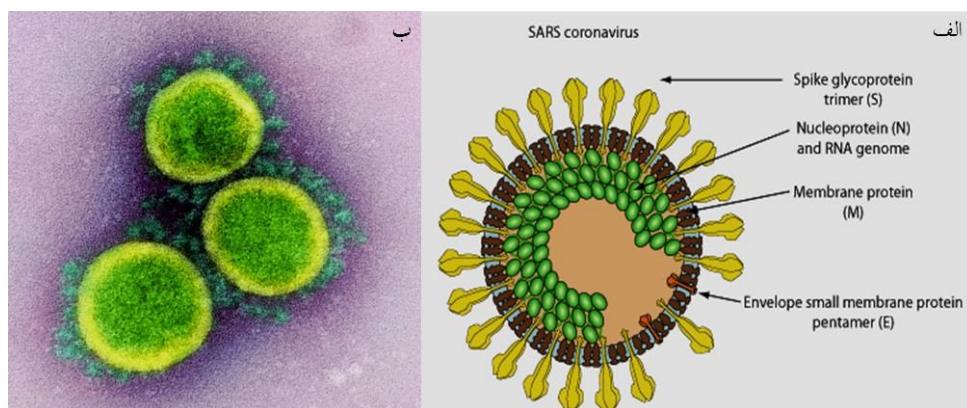 ب
الف
SARS coronavirus
Spike glycoprotein
trimer (S)
Nucleoprotein (N)
and RNA genome
Membrane protein
(M)
Envelope small membrane protein
pentamer (E)